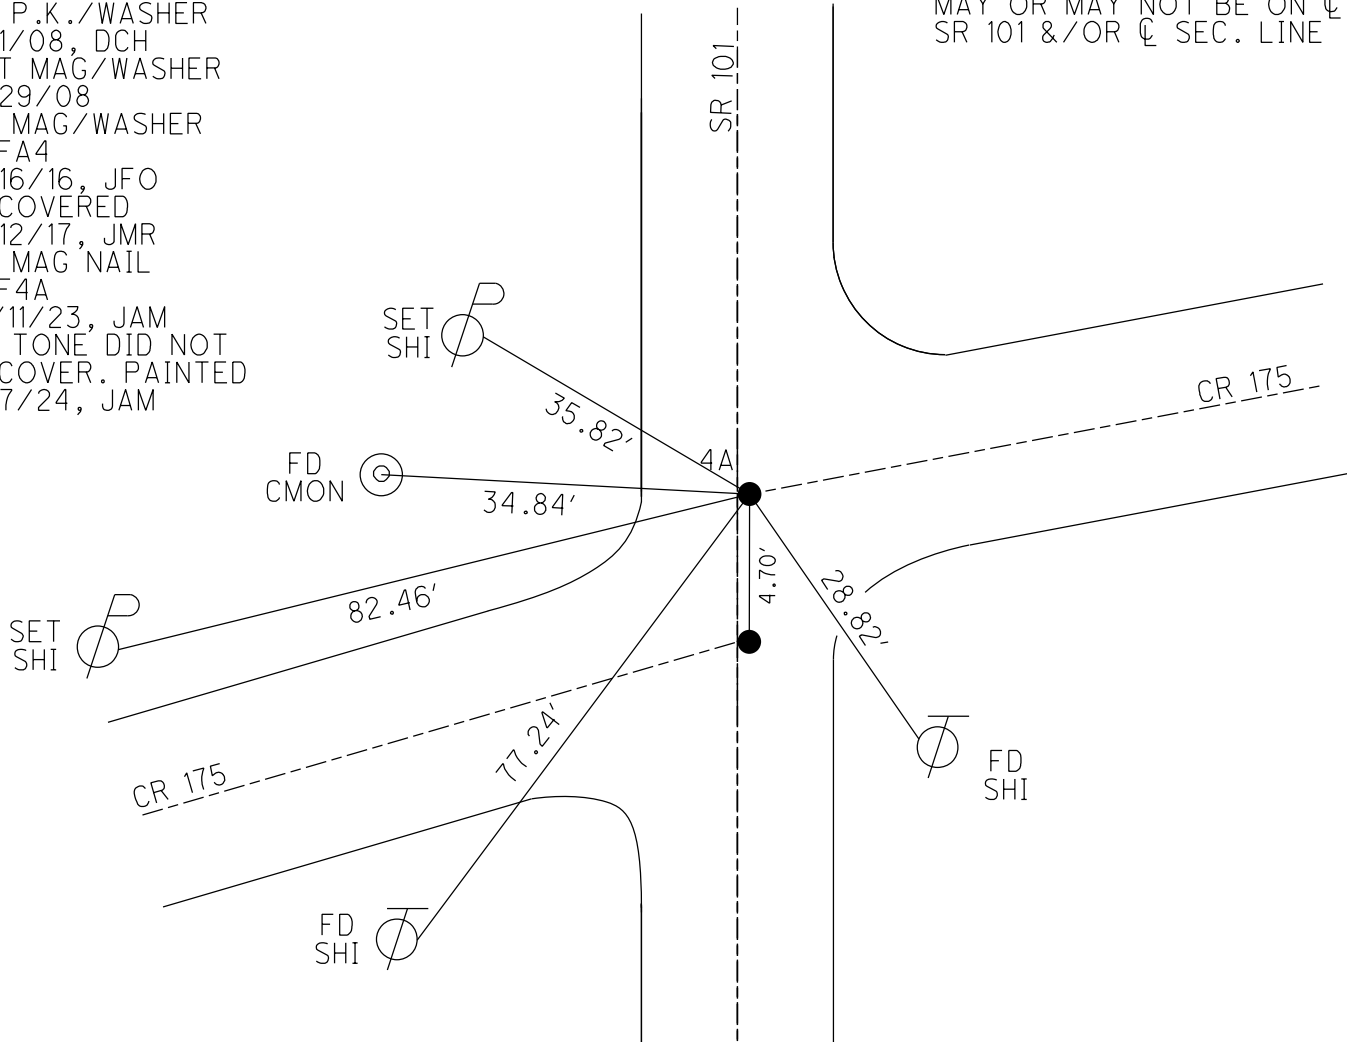 P.K./WASHER
1/08, DCH
T MAG/WASHER
29/08
MAG/WASHER
FA4
16/16, JFO
COVERED
12/17, JMR
MAG NAIL
F4A
/11/23, JAM
TONE DID NOT
COVER. PAINTED
7/24, JAM
MAY OR MAY NOT BE ON ℄
SR 101 &/OR ℄ SEC. LINE
SR 101
SET
SHI
35.82'
4A
CR 175
FD
CMON
34.84'
82.46'
SET
SHI
4.70'
28.82'
77.24'
CR 175
FD
SHI
FD
SHI